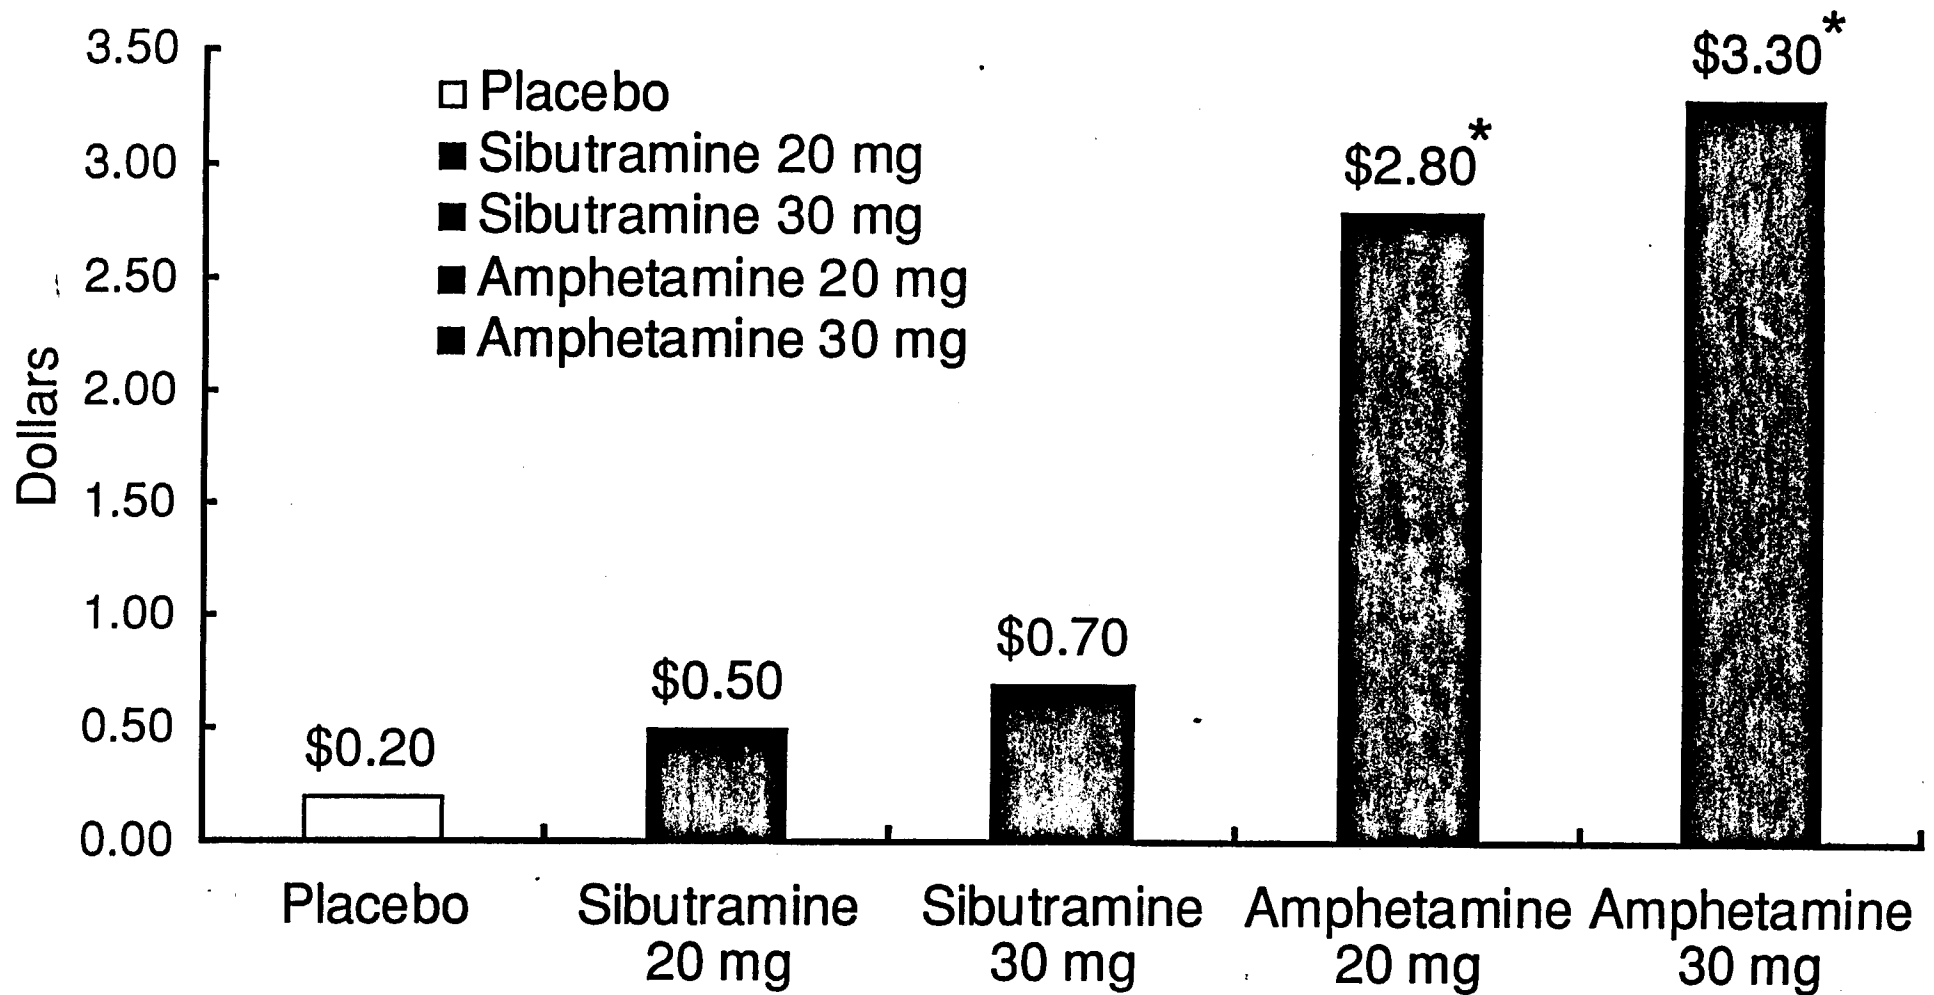 3.50
3.00
2.50
2.00
1.50
1.00
0.50
0.00
Dollars
Placebo
Sibutramine 20 mg
Sibutramine 30 mg
Amphetamine 20 mg
Amphetamine 30 mg
$0.20
$0.50
$0.70
$2.80*
$3.30*
Placebo
Sibutramine
20 mg
Sibutramine
30 mg
Amphetamine
20 mg
Amphetamine
30 mg